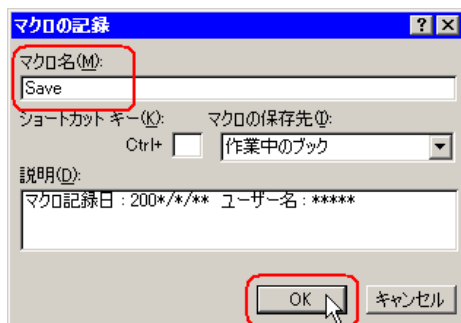 マクロの記録
マクロ名(M):
Save
ショートカット キー(K):
Ctrl+
マクロの保存先(I):
作業中のブック
説明(D):
マクロ記録日 : 200*/*/** ユーザー名 : *****
OK
キャンセル